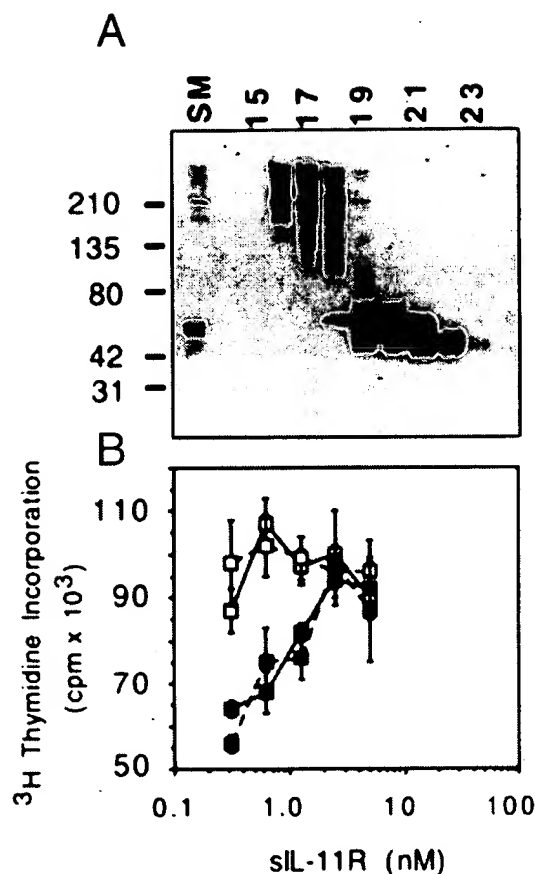 A
SM 15 17 19 21 23
210
135
80
42
31
B
³H Thymidine Incorporation
(cpm x 10³)
110
90
70
50
0.1 1.0 10 100
sIL-11R (nM)